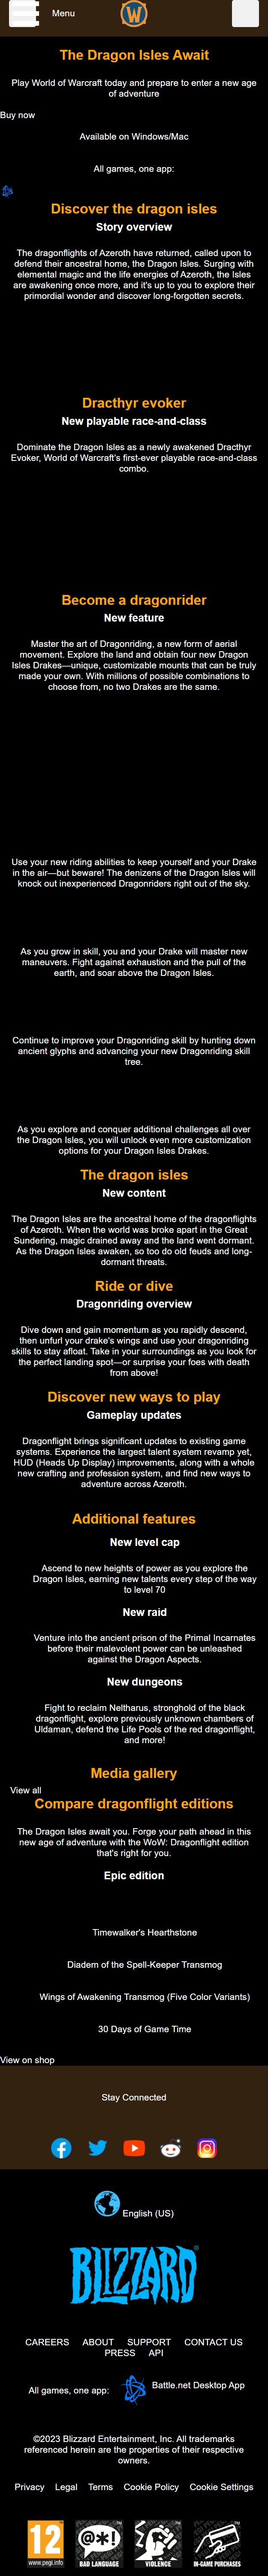 Menu
W
The Dragon Isles Await
Play World of Warcraft today and prepare to enter a new age
of adventure
Buy now
Available on Windows/Mac
All games, one app:
Discover the dragon isles
Story overview
The dragonflights of Azeroth have returned, called upon to
defend their ancestral home, the Dragon Isles. Surging with
elemental magic and the life energies of Azeroth, the Isles
are awakening once more, and it's up to you to explore their
primordial wonder and discover long-forgotten secrets.
Dracthyr evoker
New playable race-and-class
Dominate the Dragon Isles as a newly awakened Dracthyr
Evoker, World of Warcraft's first-ever playable race-and-class
combo.
Become a dragonrider
New feature
Master the art of Dragonriding, a new form of aerial
movement. Explore the land and obtain four new Dragon
Isles Drakes—unique, customizable mounts that can be truly
made your own. With millions of possible combinations to
choose from, no two Drakes are the same.
Use your new riding abilities to keep yourself and your Drake
in the air—but beware! The denizens of the Dragon Isles will
knock out inexperienced Dragonriders right out of the sky.
As you grow in skill, you and your Drake will master new
maneuvers. Fight against exhaustion and the pull of the
earth, and soar above the Dragon Isles.
Continue to improve your Dragonriding skill by hunting down
ancient glyphs and advancing your new Dragonriding skill
tree.
As you explore and conquer additional challenges all over
the Dragon Isles, you will unlock even more customization
options for your Dragon Isles Drakes.
The dragon isles
New content
The Dragon Isles are the ancestral home of the dragonflights
of Azeroth. When the world was broke apart in the Great
Sundering, magic drained away and the land went dormant.
As the Dragon Isles awaken, so too do old feuds and long-
dormant threats.
Ride or dive
Dragonriding overview
Dive down and gain momentum as you rapidly descend,
then unfurl your drake's wings and use your dragonriding
skills to stay afloat. Take in your surroundings as you look for
the perfect landing spot—or surprise your foes with death
from above!
Discover new ways to play
Gameplay updates
Dragonflight brings significant updates to existing game
systems. Experience the largest talent system revamp yet,
HUD (Heads Up Display) improvements, along with a whole
new crafting and profession system, and find new ways to
adventure across Azeroth.
Additional features
New level cap
Ascend to new heights of power as you explore the
Dragon Isles, earning new talents every step of the way
to level 70
New raid
Venture into the ancient prison of the Primal Incarnates
before their malevolent power can be unleashed
against the Dragon Aspects.
New dungeons
Fight to reclaim Neltharus, stronghold of the black
dragonflight, explore previously unknown chambers of
Uldaman, defend the Life Pools of the red dragonflight,
and more!
Media gallery
View all
Compare dragonflight editions
The Dragon Isles await you. Forge your path ahead in this
new age of adventure with the WoW: Dragonflight edition
that's right for you.
Epic edition
Timewalker's Hearthstone
Diadem of the Spell-Keeper Transmog
Wings of Awakening Transmog (Five Color Variants)
30 Days of Game Time
View on shop
Stay Connected
English (US)
BLIZZARD
CAREERS ABOUT SUPPORT CONTACT US
PRESS API
All games, one app: Battle.net Desktop App
©2023 Blizzard Entertainment, Inc. All trademarks
referenced herein are the properties of their respective
owners.
Privacy Legal Terms Cookie Policy Cookie Settings
12 @*!
www.pegi.info BAD LANGUAGE VIOLENCE IN-GAME PURCHASES